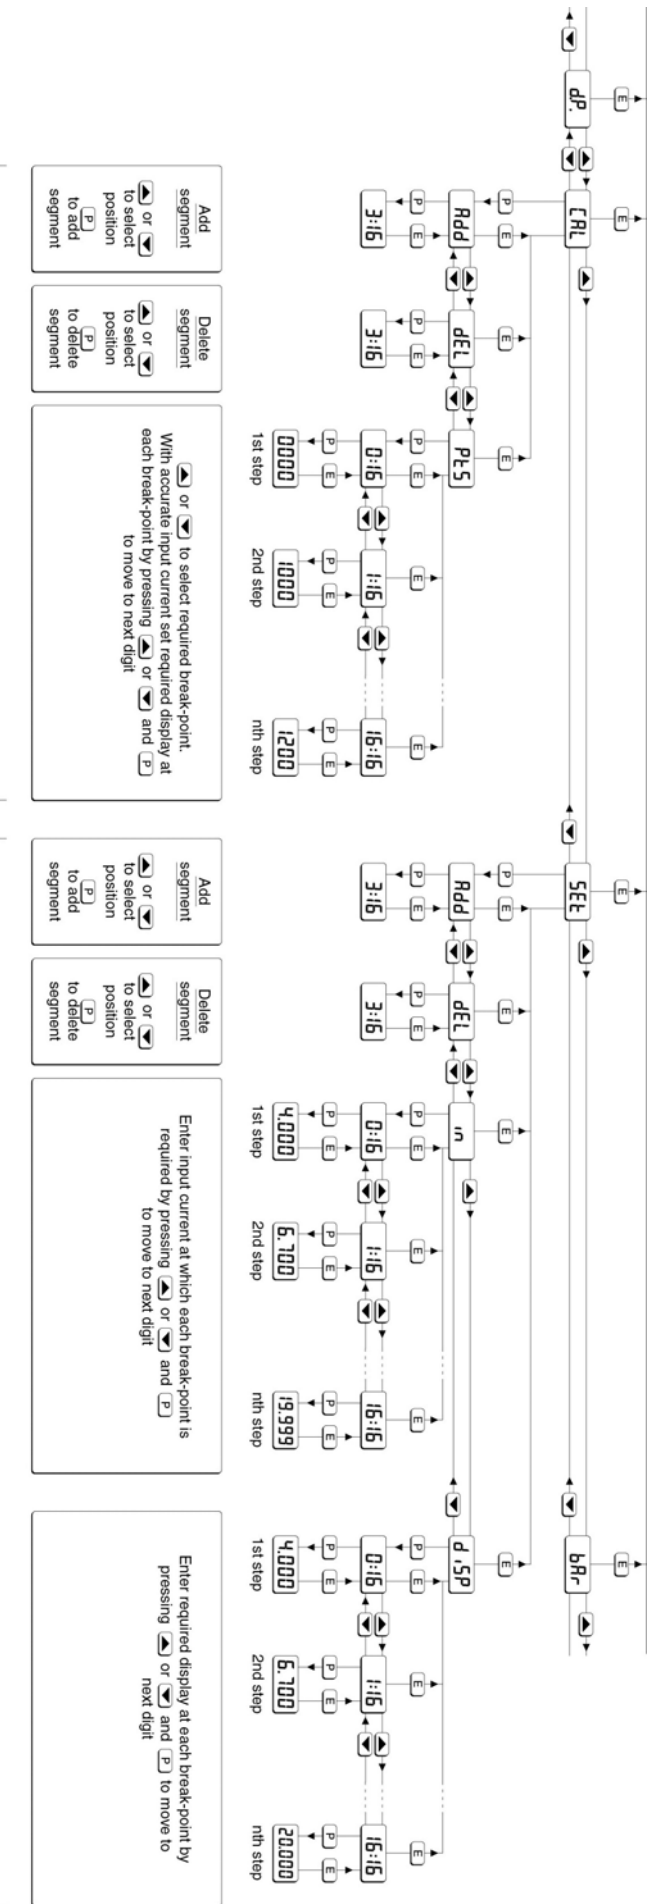 E E E E
d.P. CAL SEt bAr
P E E E P E E E E
Add dEL PtS Add dEL in diSP
P E P E P E E E P E P E P E E E P E E E
3:16 3:16 0:16 1:16 16:16 3:16 3:16 0:16 1:16 16:16 0:16 1:16 16:16
P E P E P E P E P E P E P E P E P E
0000 1000 1200 4.000 6.700 19.999 4.000 6.700 20.000
1st step 2nd step nth step 1st step 2nd step nth step 1st step 2nd step nth step
Add
segment
▲ or ▼
to select
position
P
to add
segment
Delete
segment
▲ or ▼
to select
position
P
to delete
segment
▲ or ▼ to select required break-point.
With accurate input current set required display at
each break-point by pressing ▲ or ▼ and P
to move to next digit
Add
segment
▲ or ▼
to select
position
P
to add
segment
Delete
segment
▲ or ▼
to select
position
P
to delete
segment
Enter input current at which each break-point is
required by pressing ▲ or ▼ and P
to move to next digit
Enter required display at each break-point by
pressing ▲ or ▼ and P to move to
next digit